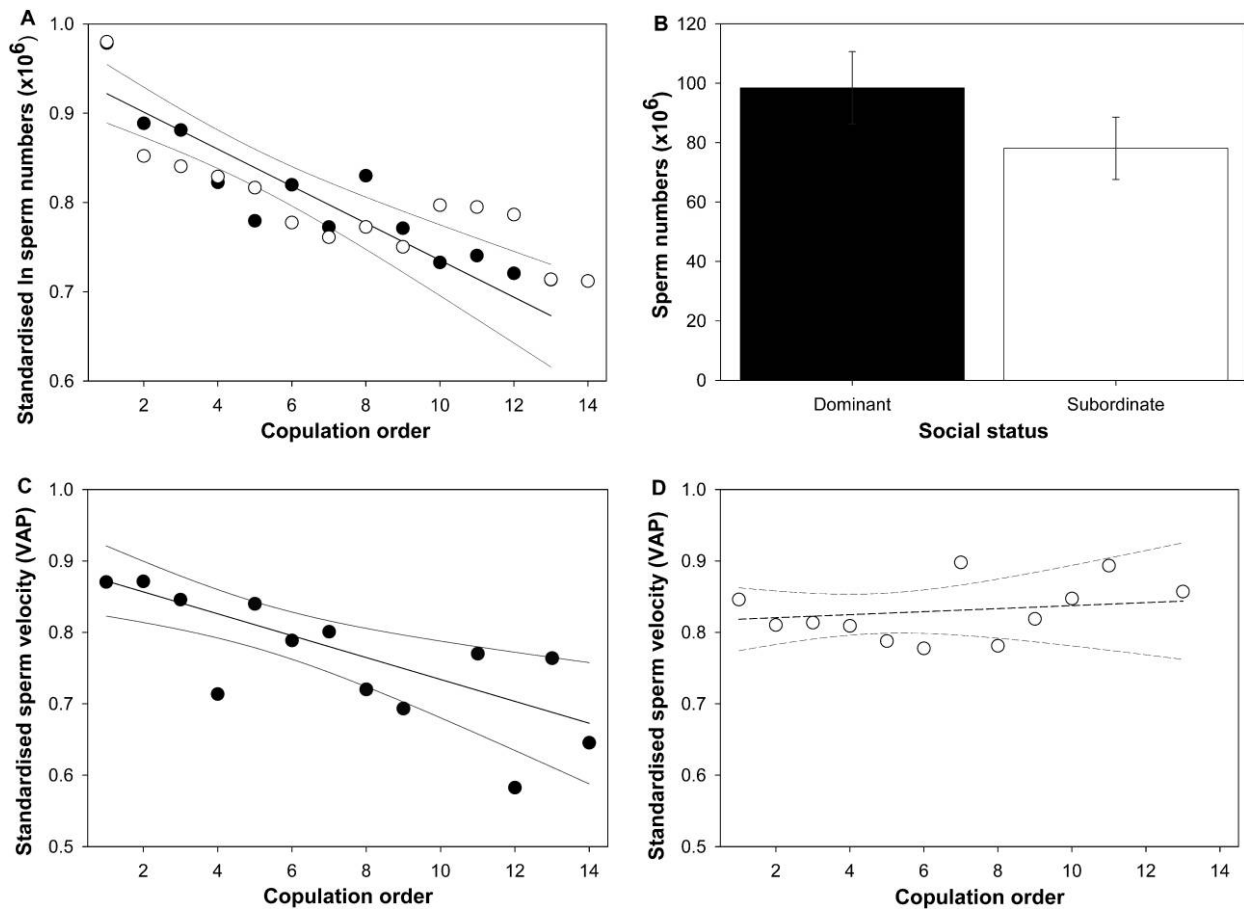 A
Standardised ln sperm numbers (x10⁶)
1.0
0.9
0.8
0.7
0.6
2 4 6 8 10 12 14
Copulation order
B
Sperm numbers (x10⁶)
120
100
80
60
40
20
0
Dominant Subordinate
Social status
C
Standardised sperm velocity (VAP)
1.0
0.9
0.8
0.7
0.6
0.5
2 4 6 8 10 12 14
Copulation order
D
Standardised sperm velocity (VAP)
1.0
0.9
0.8
0.7
0.6
0.5
2 4 6 8 10 12 14
Copulation order